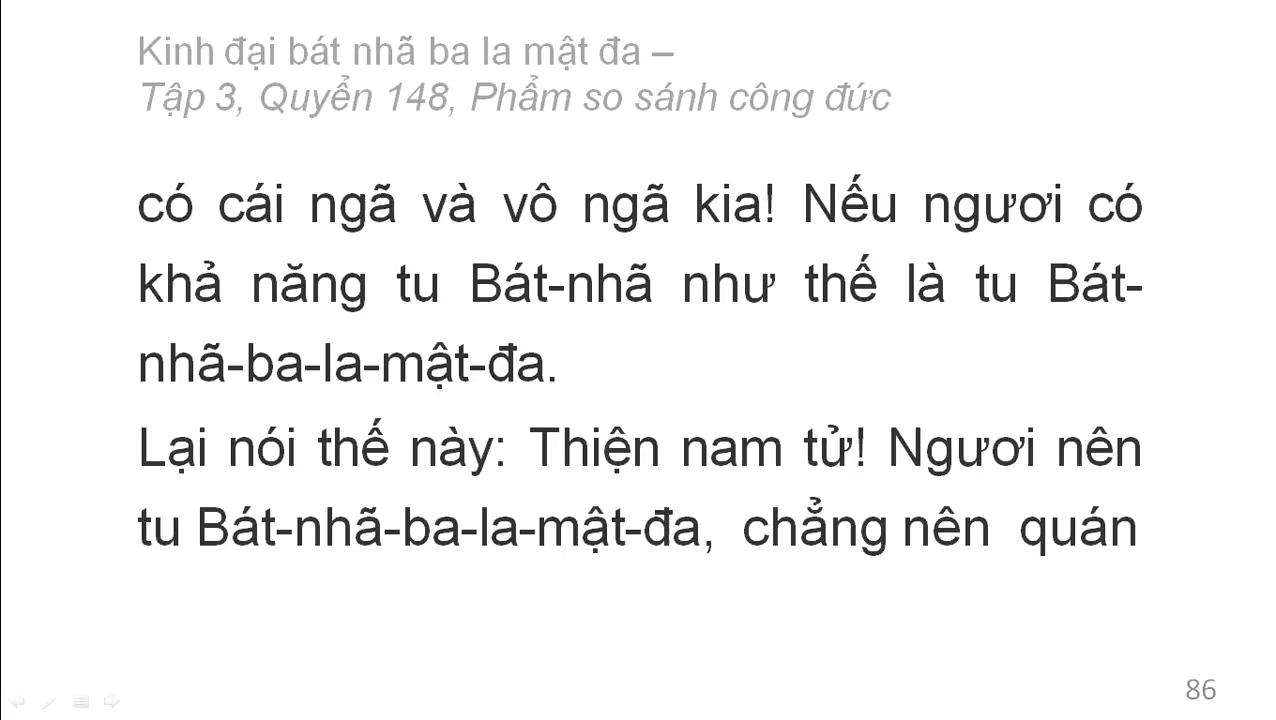 Kinh đại bát nhã ba la mật đa –
Tập 3, Quyển 148, Phẩm so sánh công đức
có cái ngã và vô ngã kia! Nếu ngươi có
khả năng tu Bát-nhã như thế là tu Bát-
nhã-ba-la-mật-đa.
Lại nói thế này: Thiện nam tử! Ngươi nên
tu Bát-nhã-ba-la-mật-đa, chẳng nên quán
86